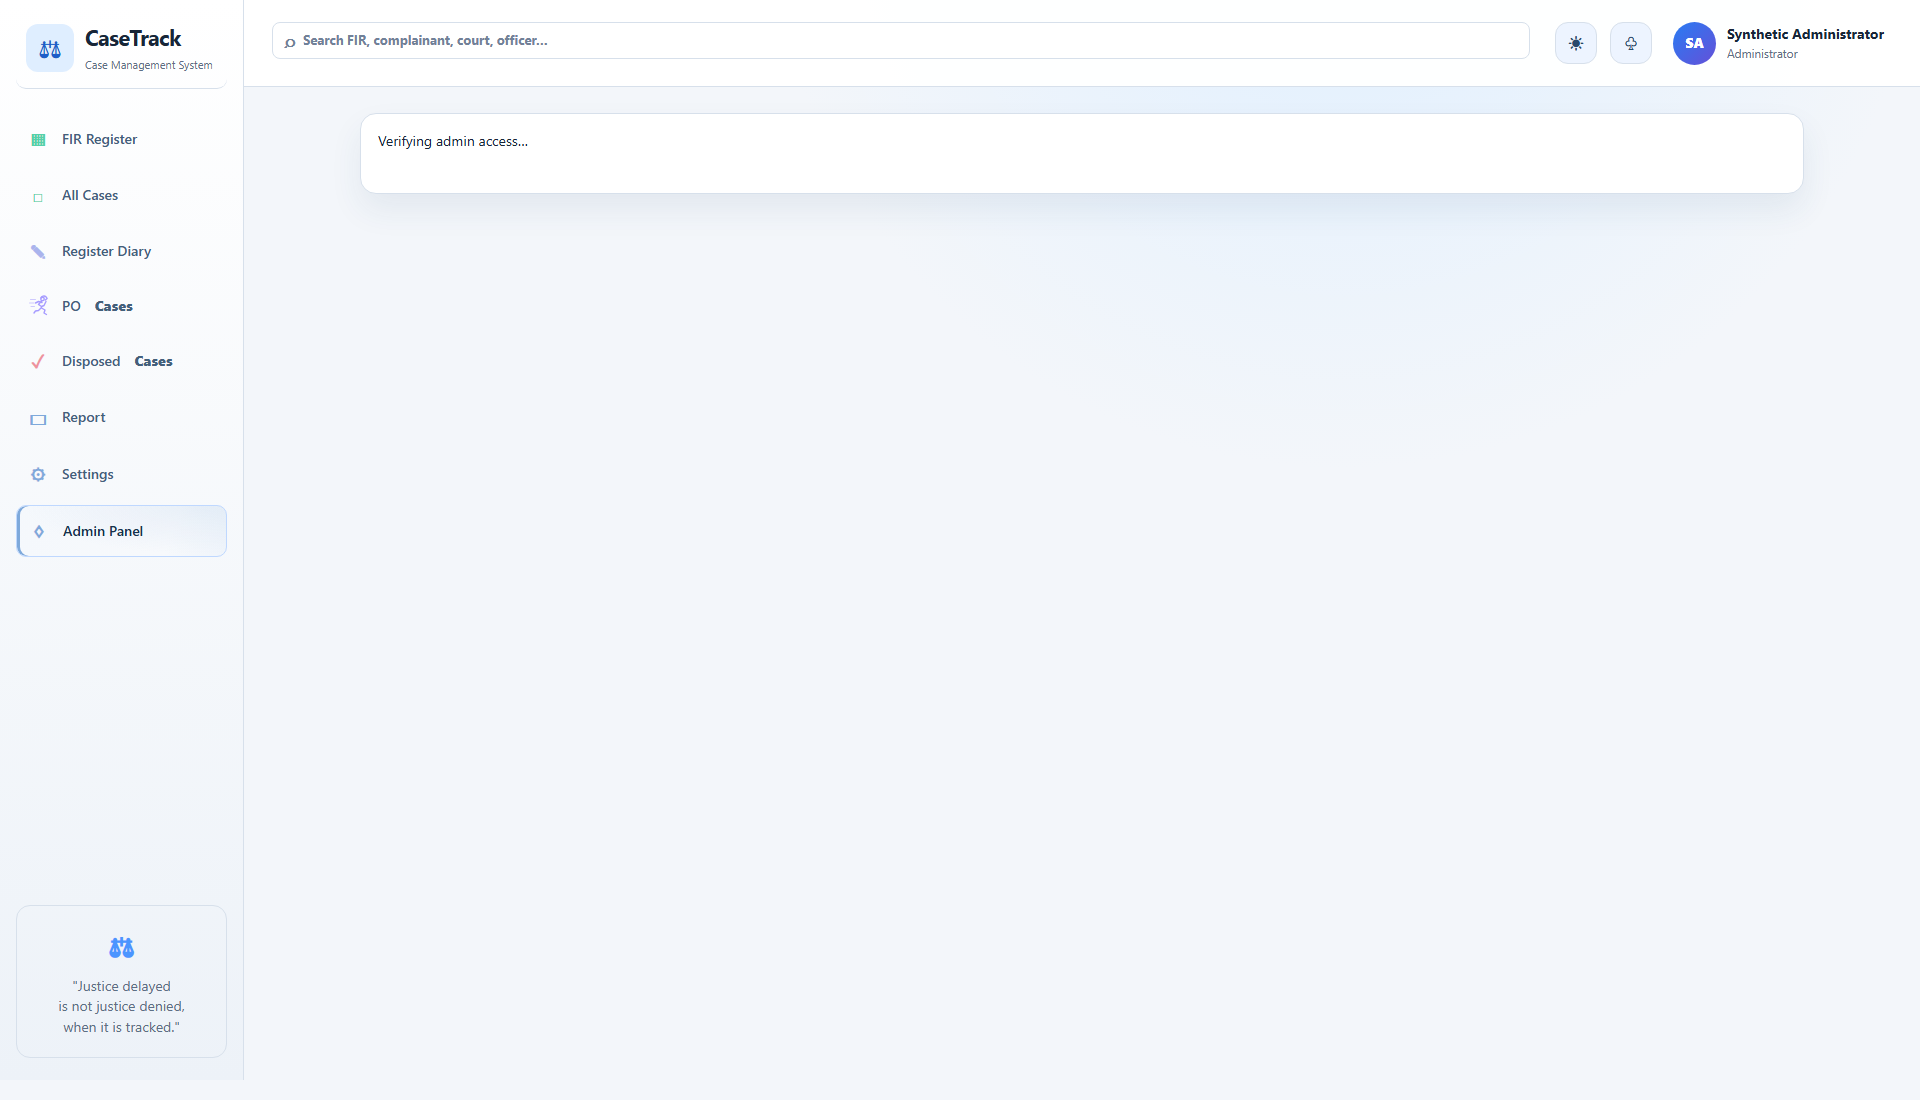 CaseTrack
Case Management System
Search FIR, complainant, court, officer...
SA
Synthetic Administrator
Administrator
FIR Register
All Cases
Register Diary
PO Cases
Disposed Cases
Report
Settings
Admin Panel
Verifying admin access...
"Justice delayed
is not justice denied,
when it is tracked."